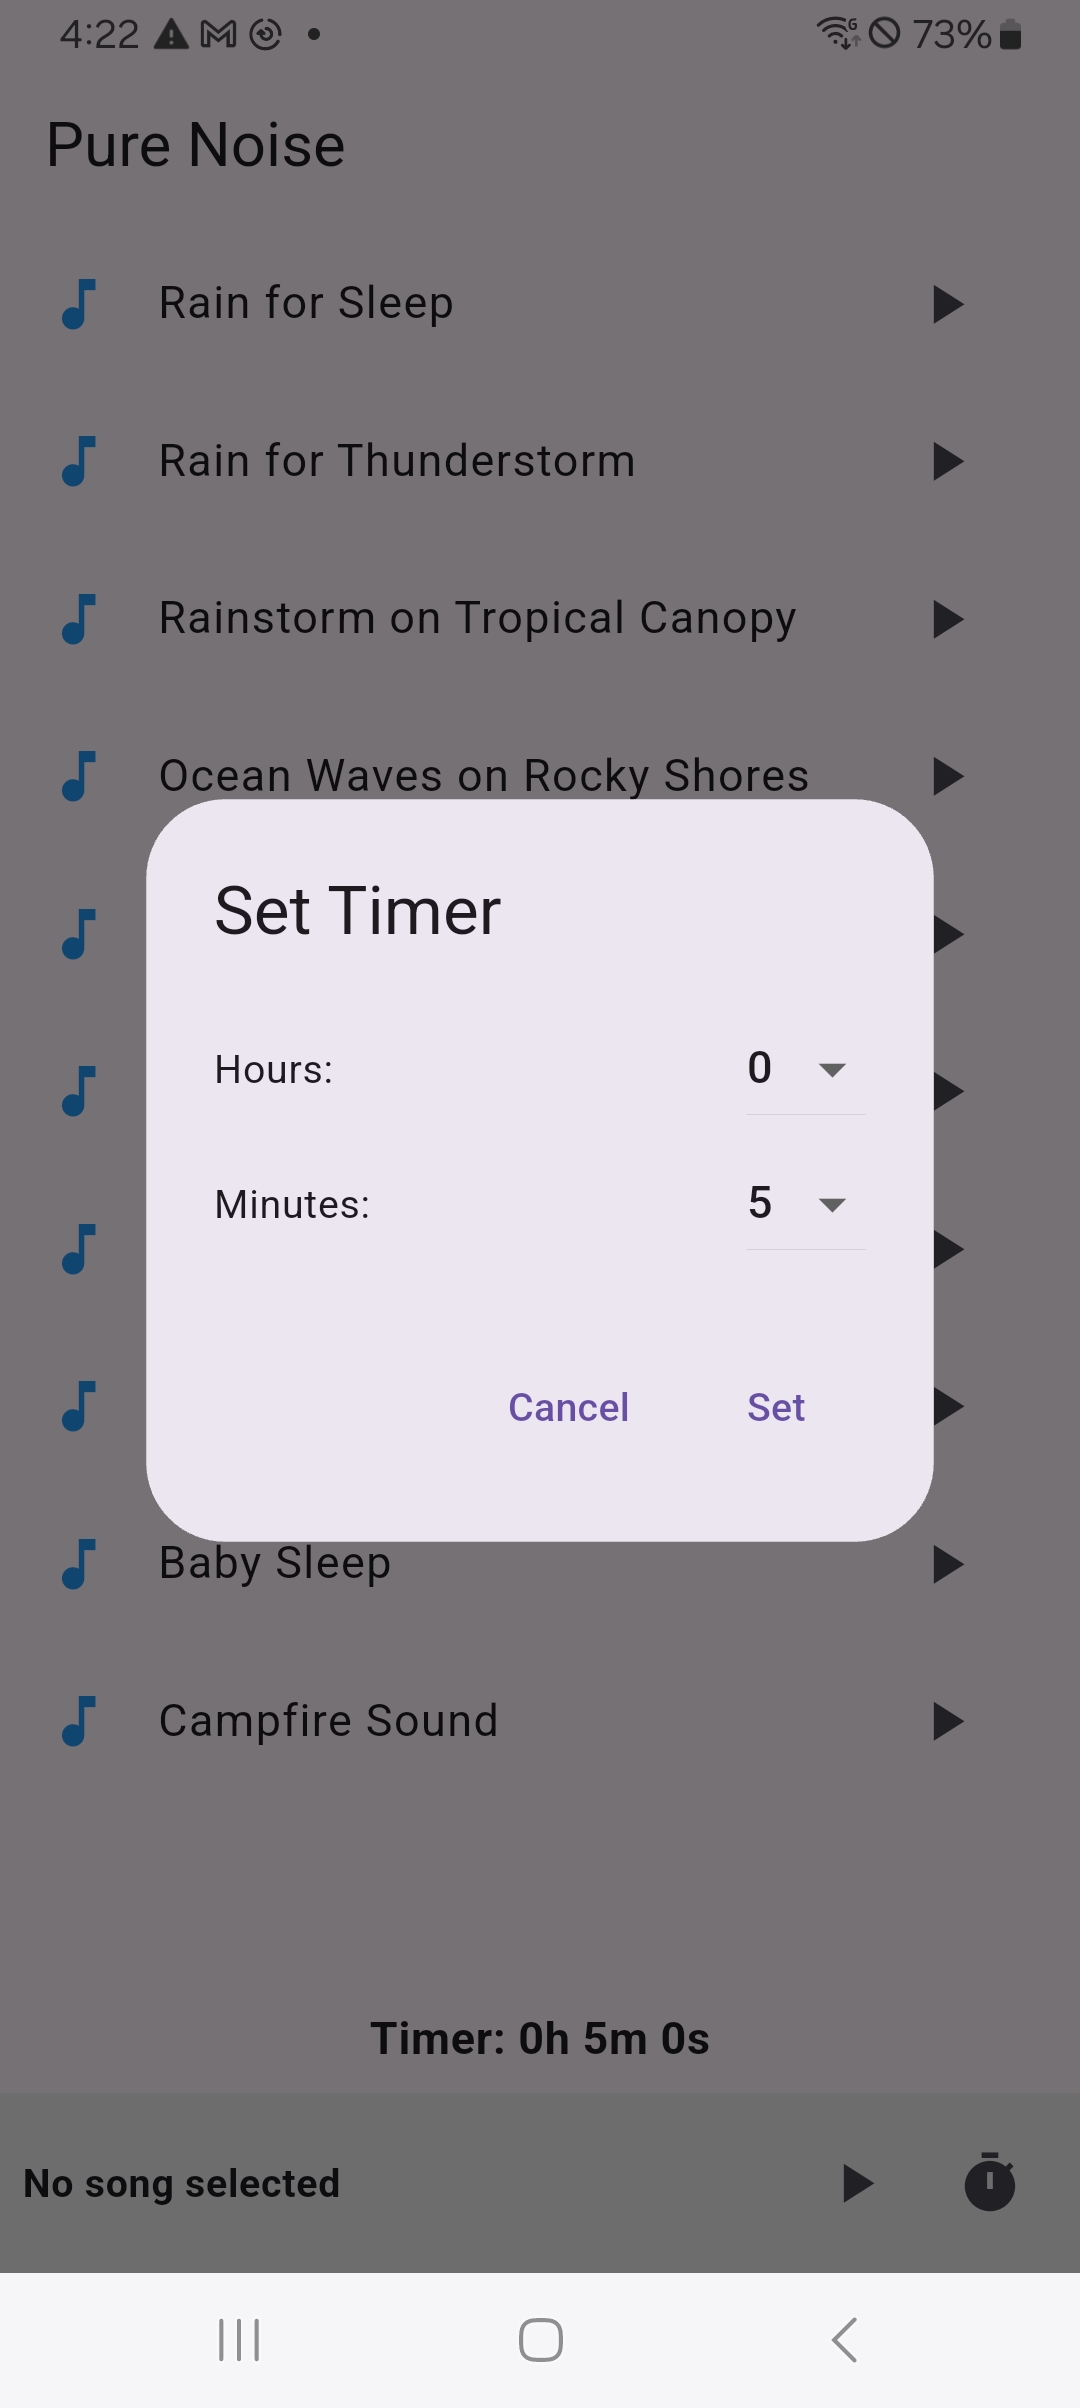 4:22
73%
Pure Noise
Rain for Sleep
Rain for Thunderstorm
Rainstorm on Tropical Canopy
Ocean Waves on Rocky Shores
Set Timer
Hours: 0
Minutes: 5
Cancel Set
Baby Sleep
Campfire Sound
Timer: 0h 5m 0s
No song selected